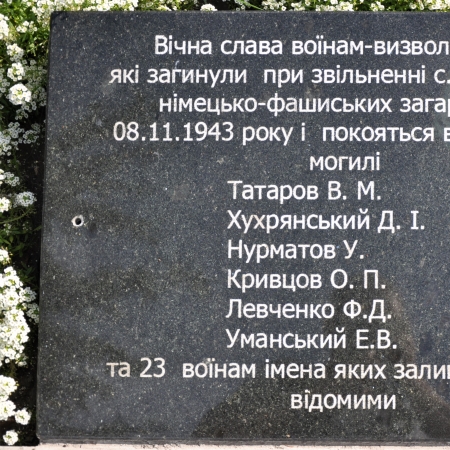 Вічна слава воїнам-визвол
які загинули при звільненні с.
німецько-фашиських загар
08.11.1943 року і покояться в
могилі
Татаров В. М.
Хухрянський Д. І.
Нурматов У.
Кривцов О. П.
Левченко Ф.Д.
Уманський Е.В.
та 23 воїнам імена яких зали
відомими